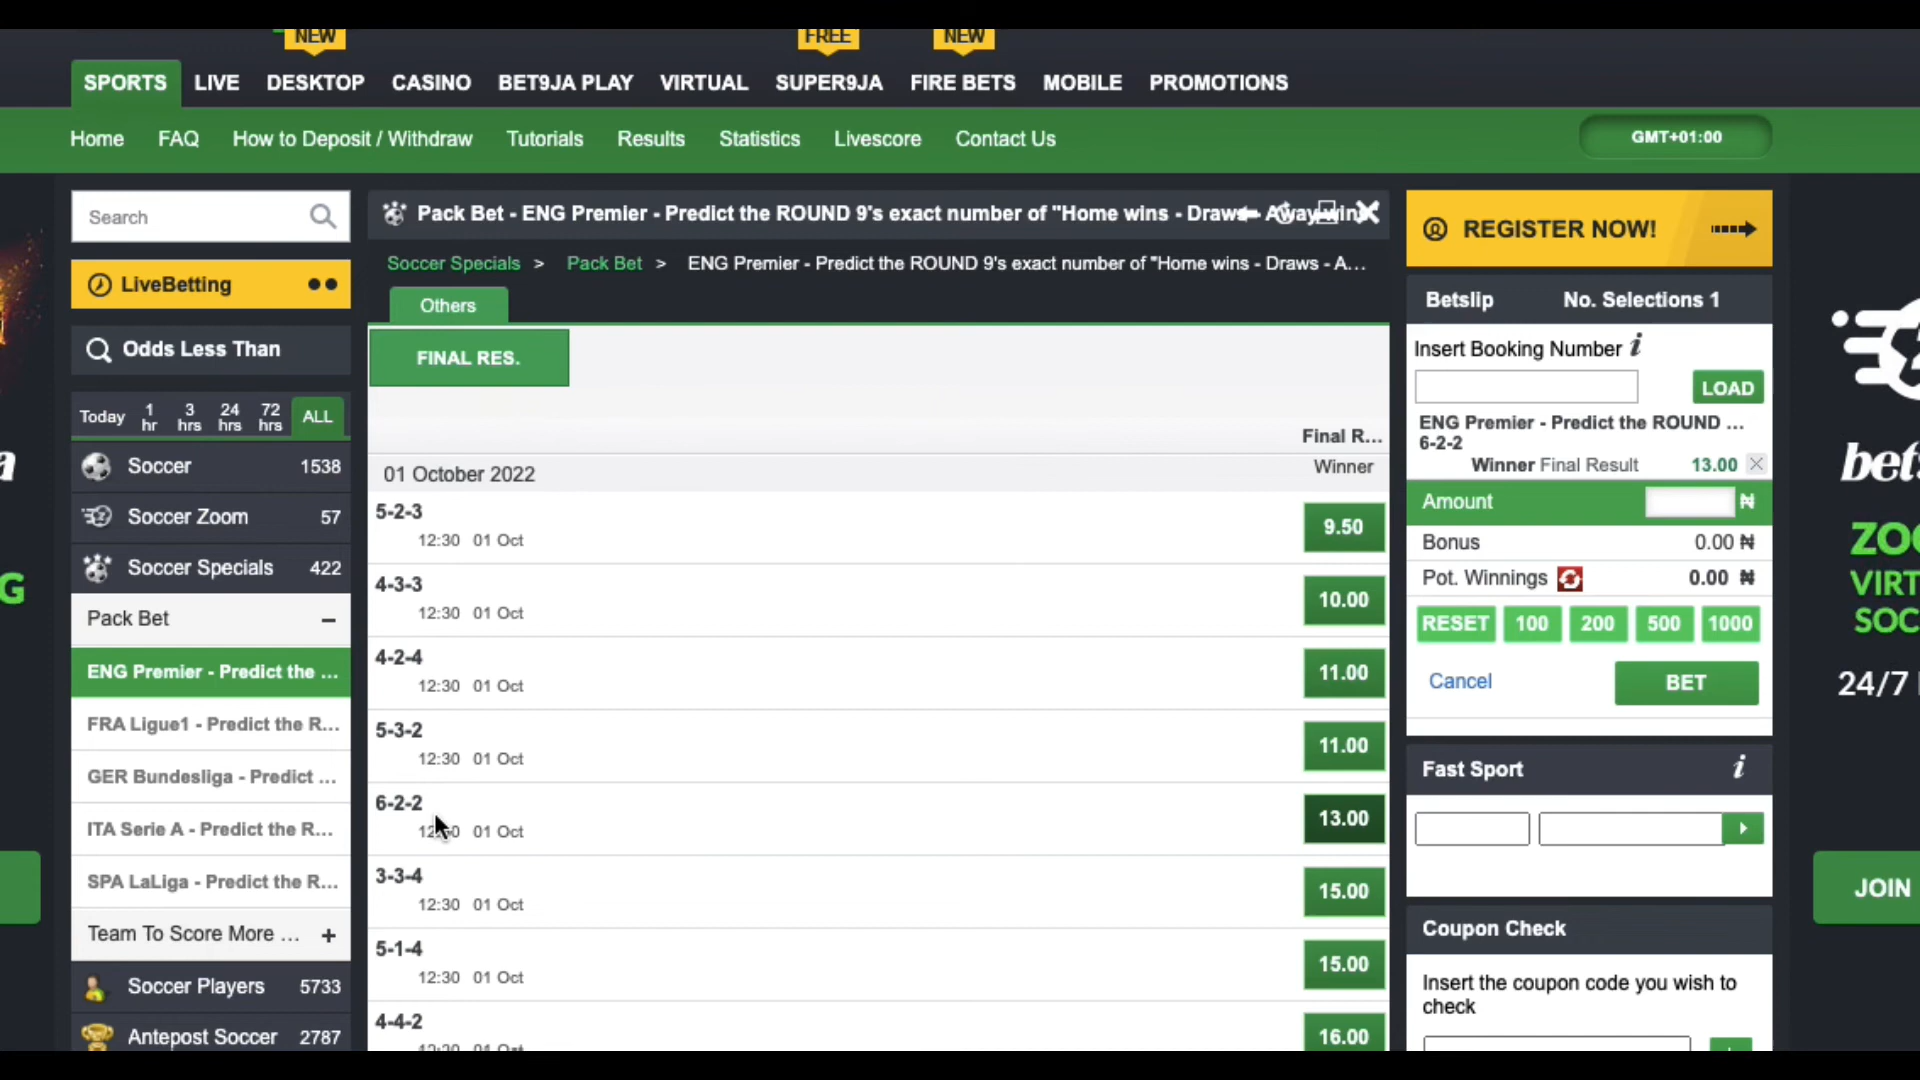 NEW
FREE
NEW
SPORTS LIVE DESKTOP CASINO BET9JA PLAY VIRTUAL SUPER9JA FIRE BETS MOBILE PROMOTIONS
Home FAQ How to Deposit / Withdraw Tutorials Results Statistics Livescore Contact Us
GMT+01:00
Search
LiveBetting
Odds Less Than
Today 1 hr 3 hrs 24 hrs 72 hrs ALL
Soccer 1538
Soccer Zoom 57
Soccer Specials 422
Pack Bet −
ENG Premier - Predict the ...
FRA Ligue1 - Predict the R...
GER Bundesliga - Predict ...
ITA Serie A - Predict the R...
SPA LaLiga - Predict the R...
Team To Score More ... +
Soccer Players 5733
Antepost Soccer 2787
Pack Bet - ENG Premier - Predict the ROUND 9's exact number of "Home wins - Draws - Away wins
Soccer Specials > Pack Bet > ENG Premier - Predict the ROUND 9's exact number of "Home wins - Draws - A...
Others
FINAL RES.
Final R...
01 October 2022 Winner
5-2-3
12:30 01 Oct
9.50
4-3-3
12:30 01 Oct
10.00
4-2-4
12:30 01 Oct
11.00
5-3-2
12:30 01 Oct
11.00
6-2-2
12:30 01 Oct
13.00
3-3-4
12:30 01 Oct
15.00
5-1-4
12:30 01 Oct
15.00
4-4-2
12:30 01 Oct
16.00
REGISTER NOW!
Betslip No. Selections 1
Insert Booking Number i
LOAD
ENG Premier - Predict the ROUND ...
6-2-2
Winner Final Result 13.00
Amount ₦
Bonus 0.00 ₦
Pot. Winnings 0.00 ₦
RESET 100 200 500 1000
Cancel BET
Fast Sport i
Coupon Check
Insert the coupon code you wish to
check
a
G
bets
ZOO
VIRT
SOC
24/7
JOIN